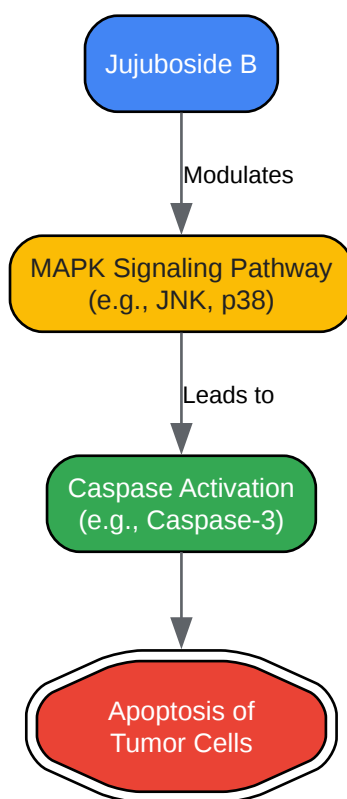 Jujuboside B
Modulates
MAPK Signaling Pathway
(e.g., JNK, p38)
Leads to
Caspase Activation
(e.g., Caspase-3)
Apoptosis of
Tumor Cells